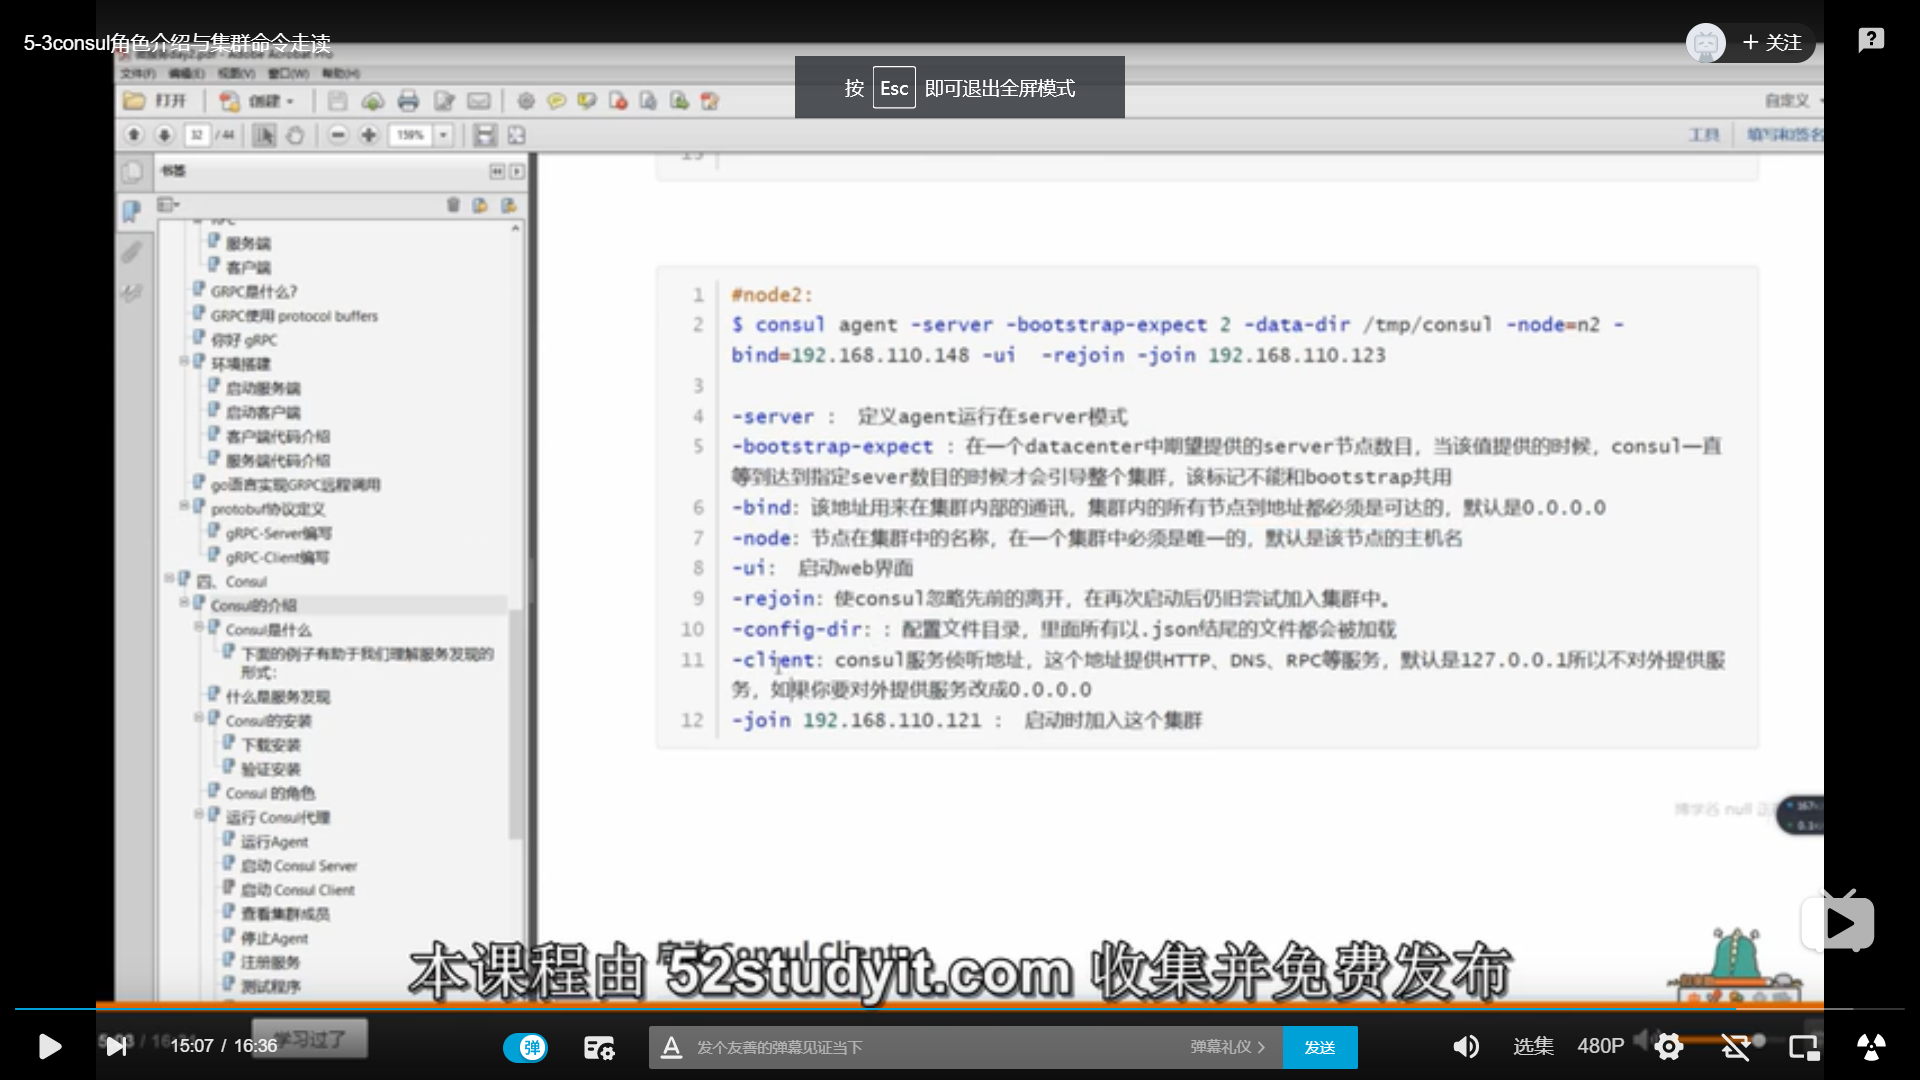 5-3consul角色介绍与集群命令走读
+ 关注
按 Esc 即可退出全屏模式
文件(F) 编辑(E) 视图(V) 窗口(W) 帮助(H)
打开 创建
自定义
32 / 44 159%
工具 填写和签名
书签
服务端
客户端
GRPC是什么?
GRPC使用 protocol buffers
你好 gRPC
环境搭建
启动服务端
启动客户端
客户端代码介绍
服务端代码介绍
go语言实现GRPC远程调用
protobuf协议定义
gRPC-Server编写
gRPC-Client编写
四、Consul
Consul的介绍
Consul是什么
下面的例子有助于我们理解服务发现的
形式:
什么是服务发现
Consul的安装
下载安装
验证安装
Consul 的角色
运行 Consul代理
运行Agent
启动 Consul Server
启动 Consul Client
查看集群成员
停止Agent
注册服务
测试程序
1 #node2:
2 $ consul agent -server -bootstrap-expect 2 -data-dir /tmp/consul -node=n2 -
bind=192.168.110.148 -ui -rejoin -join 192.168.110.123
3
4 -server : 定义agent运行在server模式
5 -bootstrap-expect : 在一个datacenter中期望提供的server节点数目，当该值提供的时候，consul一直
等到达到指定sever数目的时候才会引导整个集群，该标记不能和bootstrap共用
6 -bind: 该地址用来在集群内部的通讯，集群内的所有节点到地址都必须是可达的，默认是0.0.0.0
7 -node: 节点在集群中的名称，在一个集群中必须是唯一的，默认是该节点的主机名
8 -ui: 启动web界面
9 -rejoin: 使consul忽略先前的离开，在再次启动后仍旧尝试加入集群中。
10 -config-dir: : 配置文件目录，里面所有以.json结尾的文件都会被加载
11 -client: consul服务侦听地址，这个地址提供HTTP、DNS、RPC等服务，默认是127.0.0.1所以不对外提供服
务，如果你要对外提供服务改成0.0.0.0
12 -join 192.168.110.121 : 启动时加入这个集群
启动 Consul Client
本课程由 52studyit.com 收集并免费发布
学习过了
15:07 / 16:36
弹
发个友善的弹幕见证当下
弹幕礼仪 >
发送
选集
480P